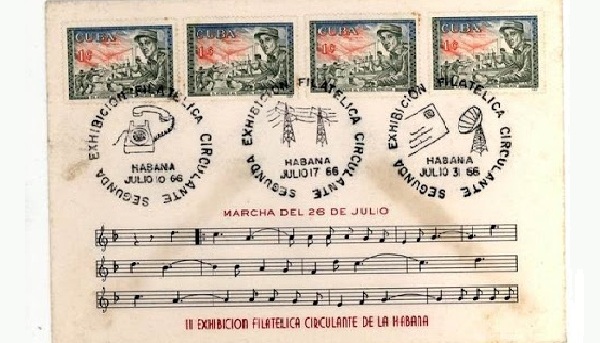 CUBA CUBA CUBA CUBA
1¢ 1¢ 1¢ 1¢
SEGUNDA EXHIBICION FILATELICA CIRCULANTE
HABANA
JULIO 10 66
SEGUNDA EXHIBICION FILATELICA CIRCULANTE
HABANA
JULIO 17 66
SEGUNDA EXHIBICION FILATELICA CIRCULANTE
HABANA
JULIO 31 66
MARCHA DEL 26 DE JULIO
III EXHIBICION FILATELICA CIRCULANTE DE LA HABANA